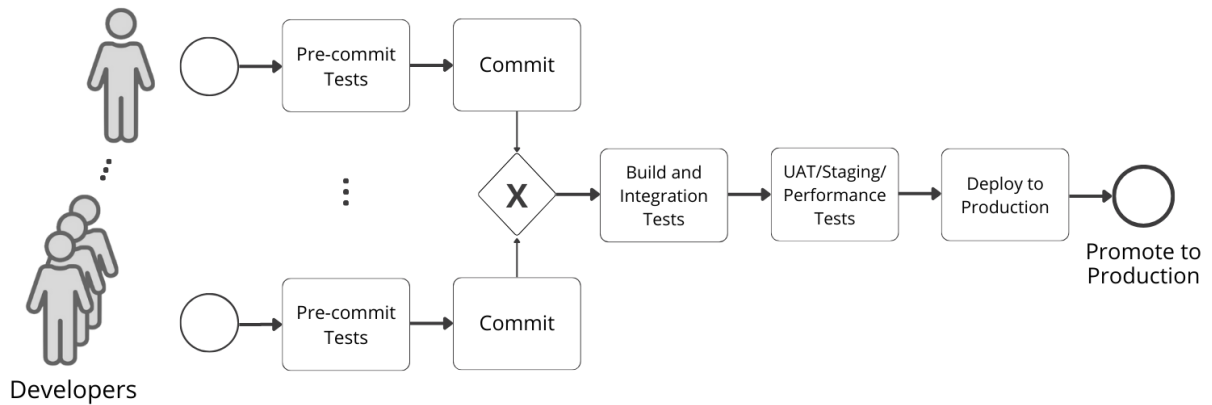 Pre-commit
Tests
Commit
X
Build and
Integration
Tests
UAT/Staging/
Performance
Tests
Deploy to
Production
Promote to
Production
Pre-commit
Tests
Commit
Developers